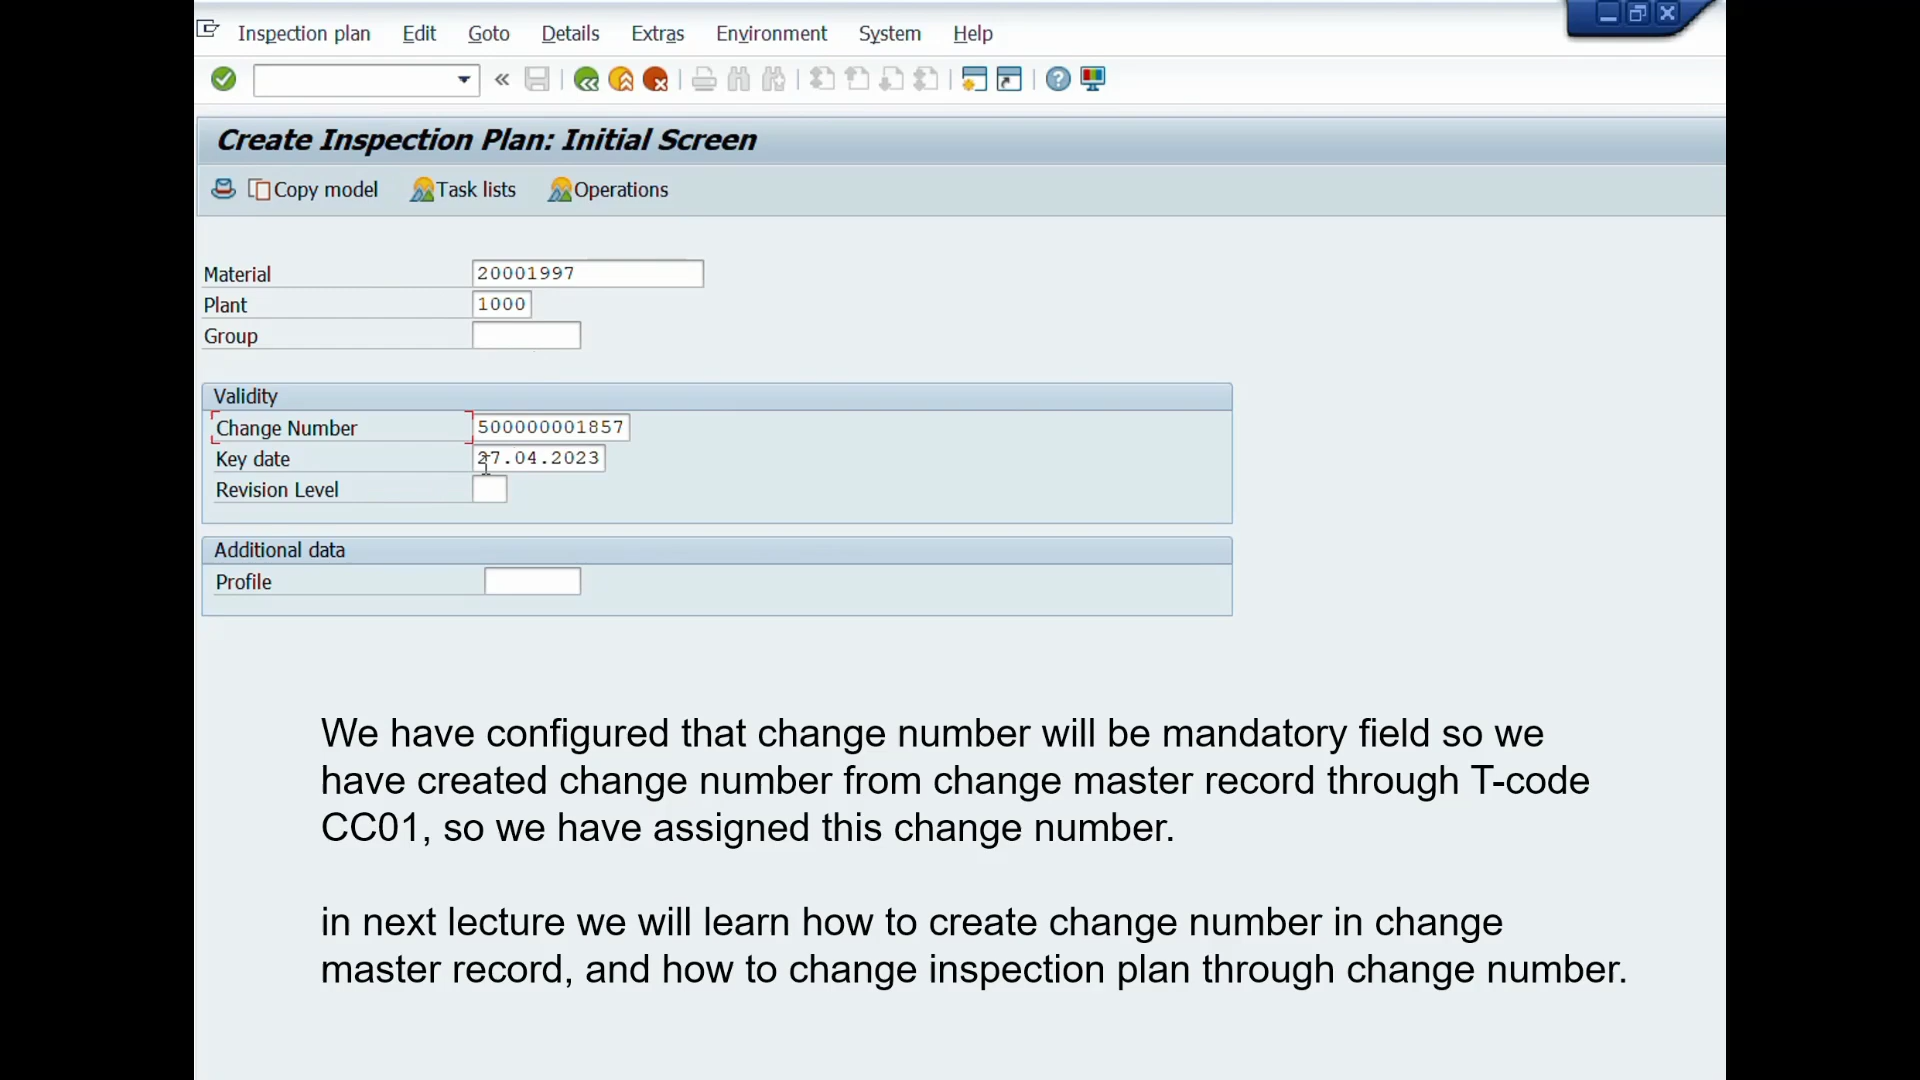 Inspection plan Edit Goto Details Extras Environment System Help
Create Inspection Plan: Initial Screen
Copy model Task lists Operations
Material 20001997
Plant 1000
Group
Validity
Change Number 500000001857
Key date 27.04.2023
Revision Level
Additional data
Profile
We have configured that change number will be mandatory field so we
have created change number from change master record through T-code
CC01, so we have assigned this change number.
in next lecture we will learn how to create change number in change
master record, and how to change inspection plan through change number.